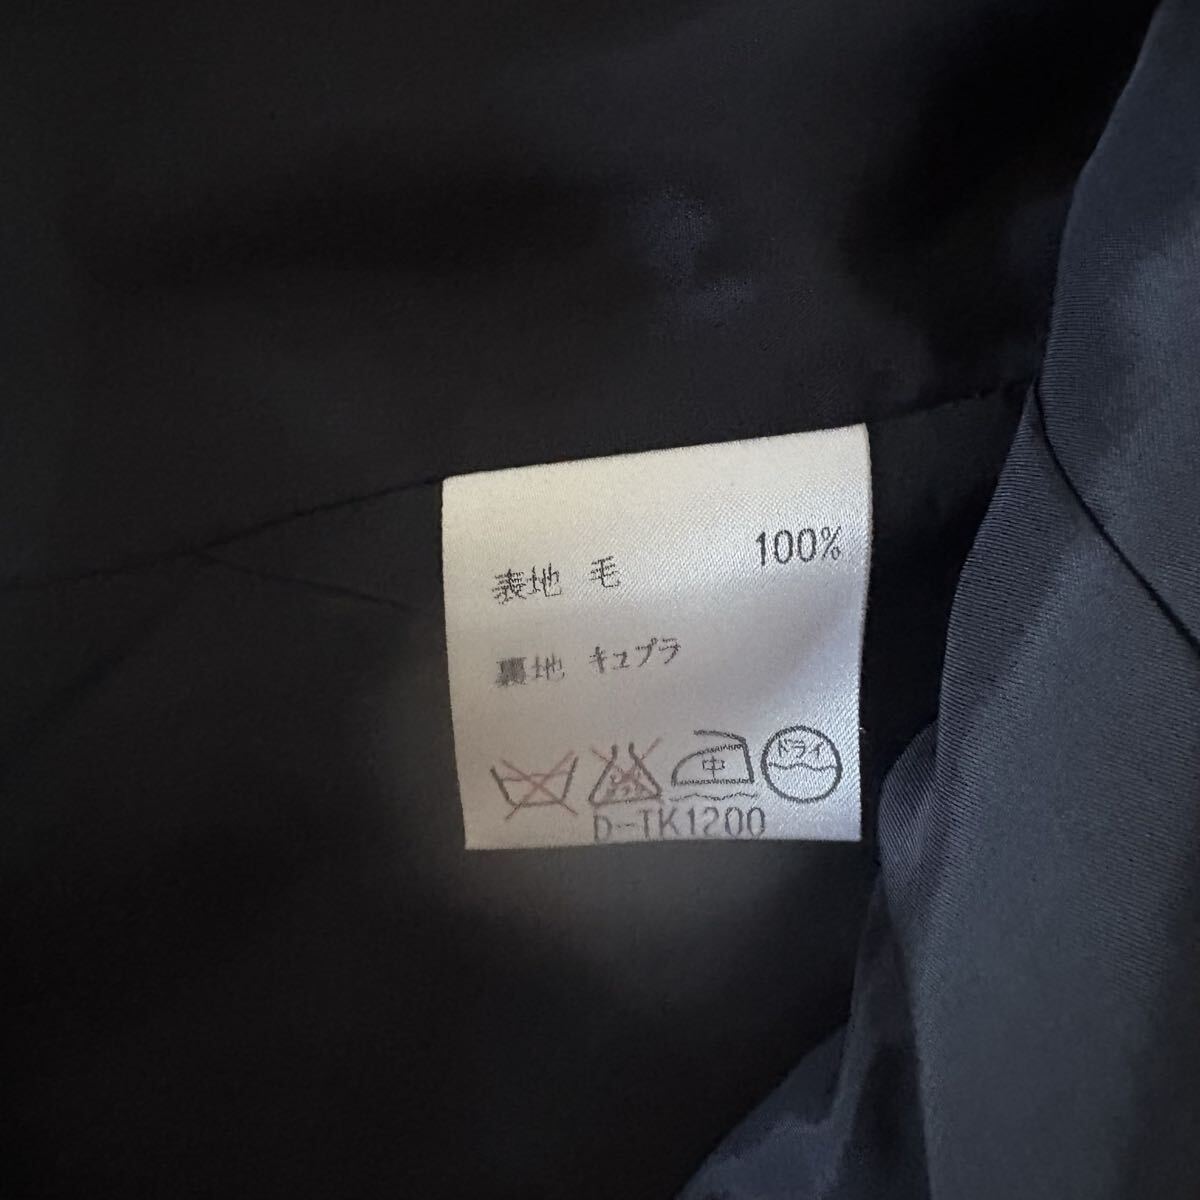 表地 毛 100%
裏地 キュプラ
中 ドライ
D-TK1200